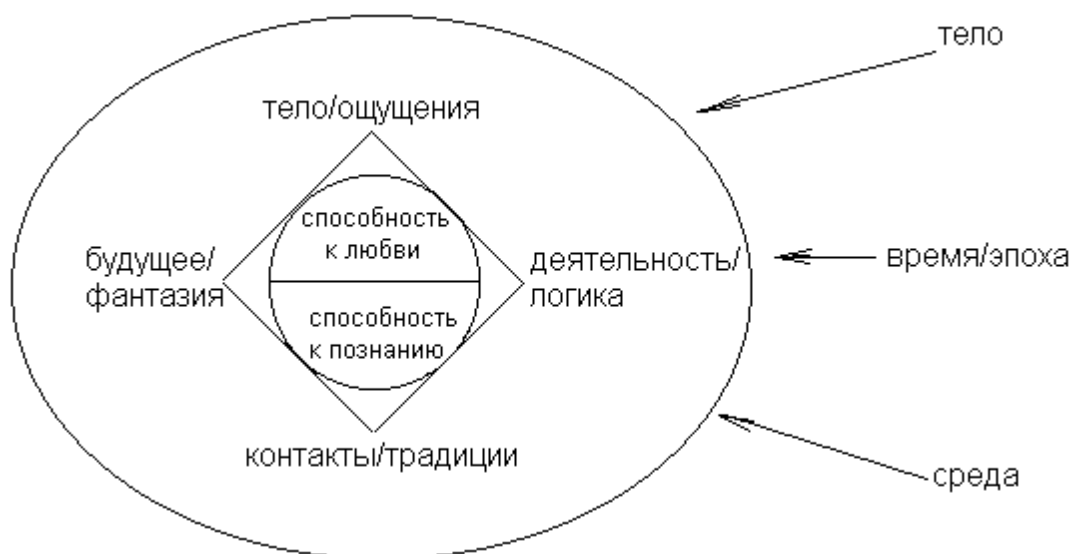 тело
тело/ощущения
способность
к любви
будущее/
фантазия
деятельность/
логика
время/эпоха
способность
к познанию
контакты/традиции
среда